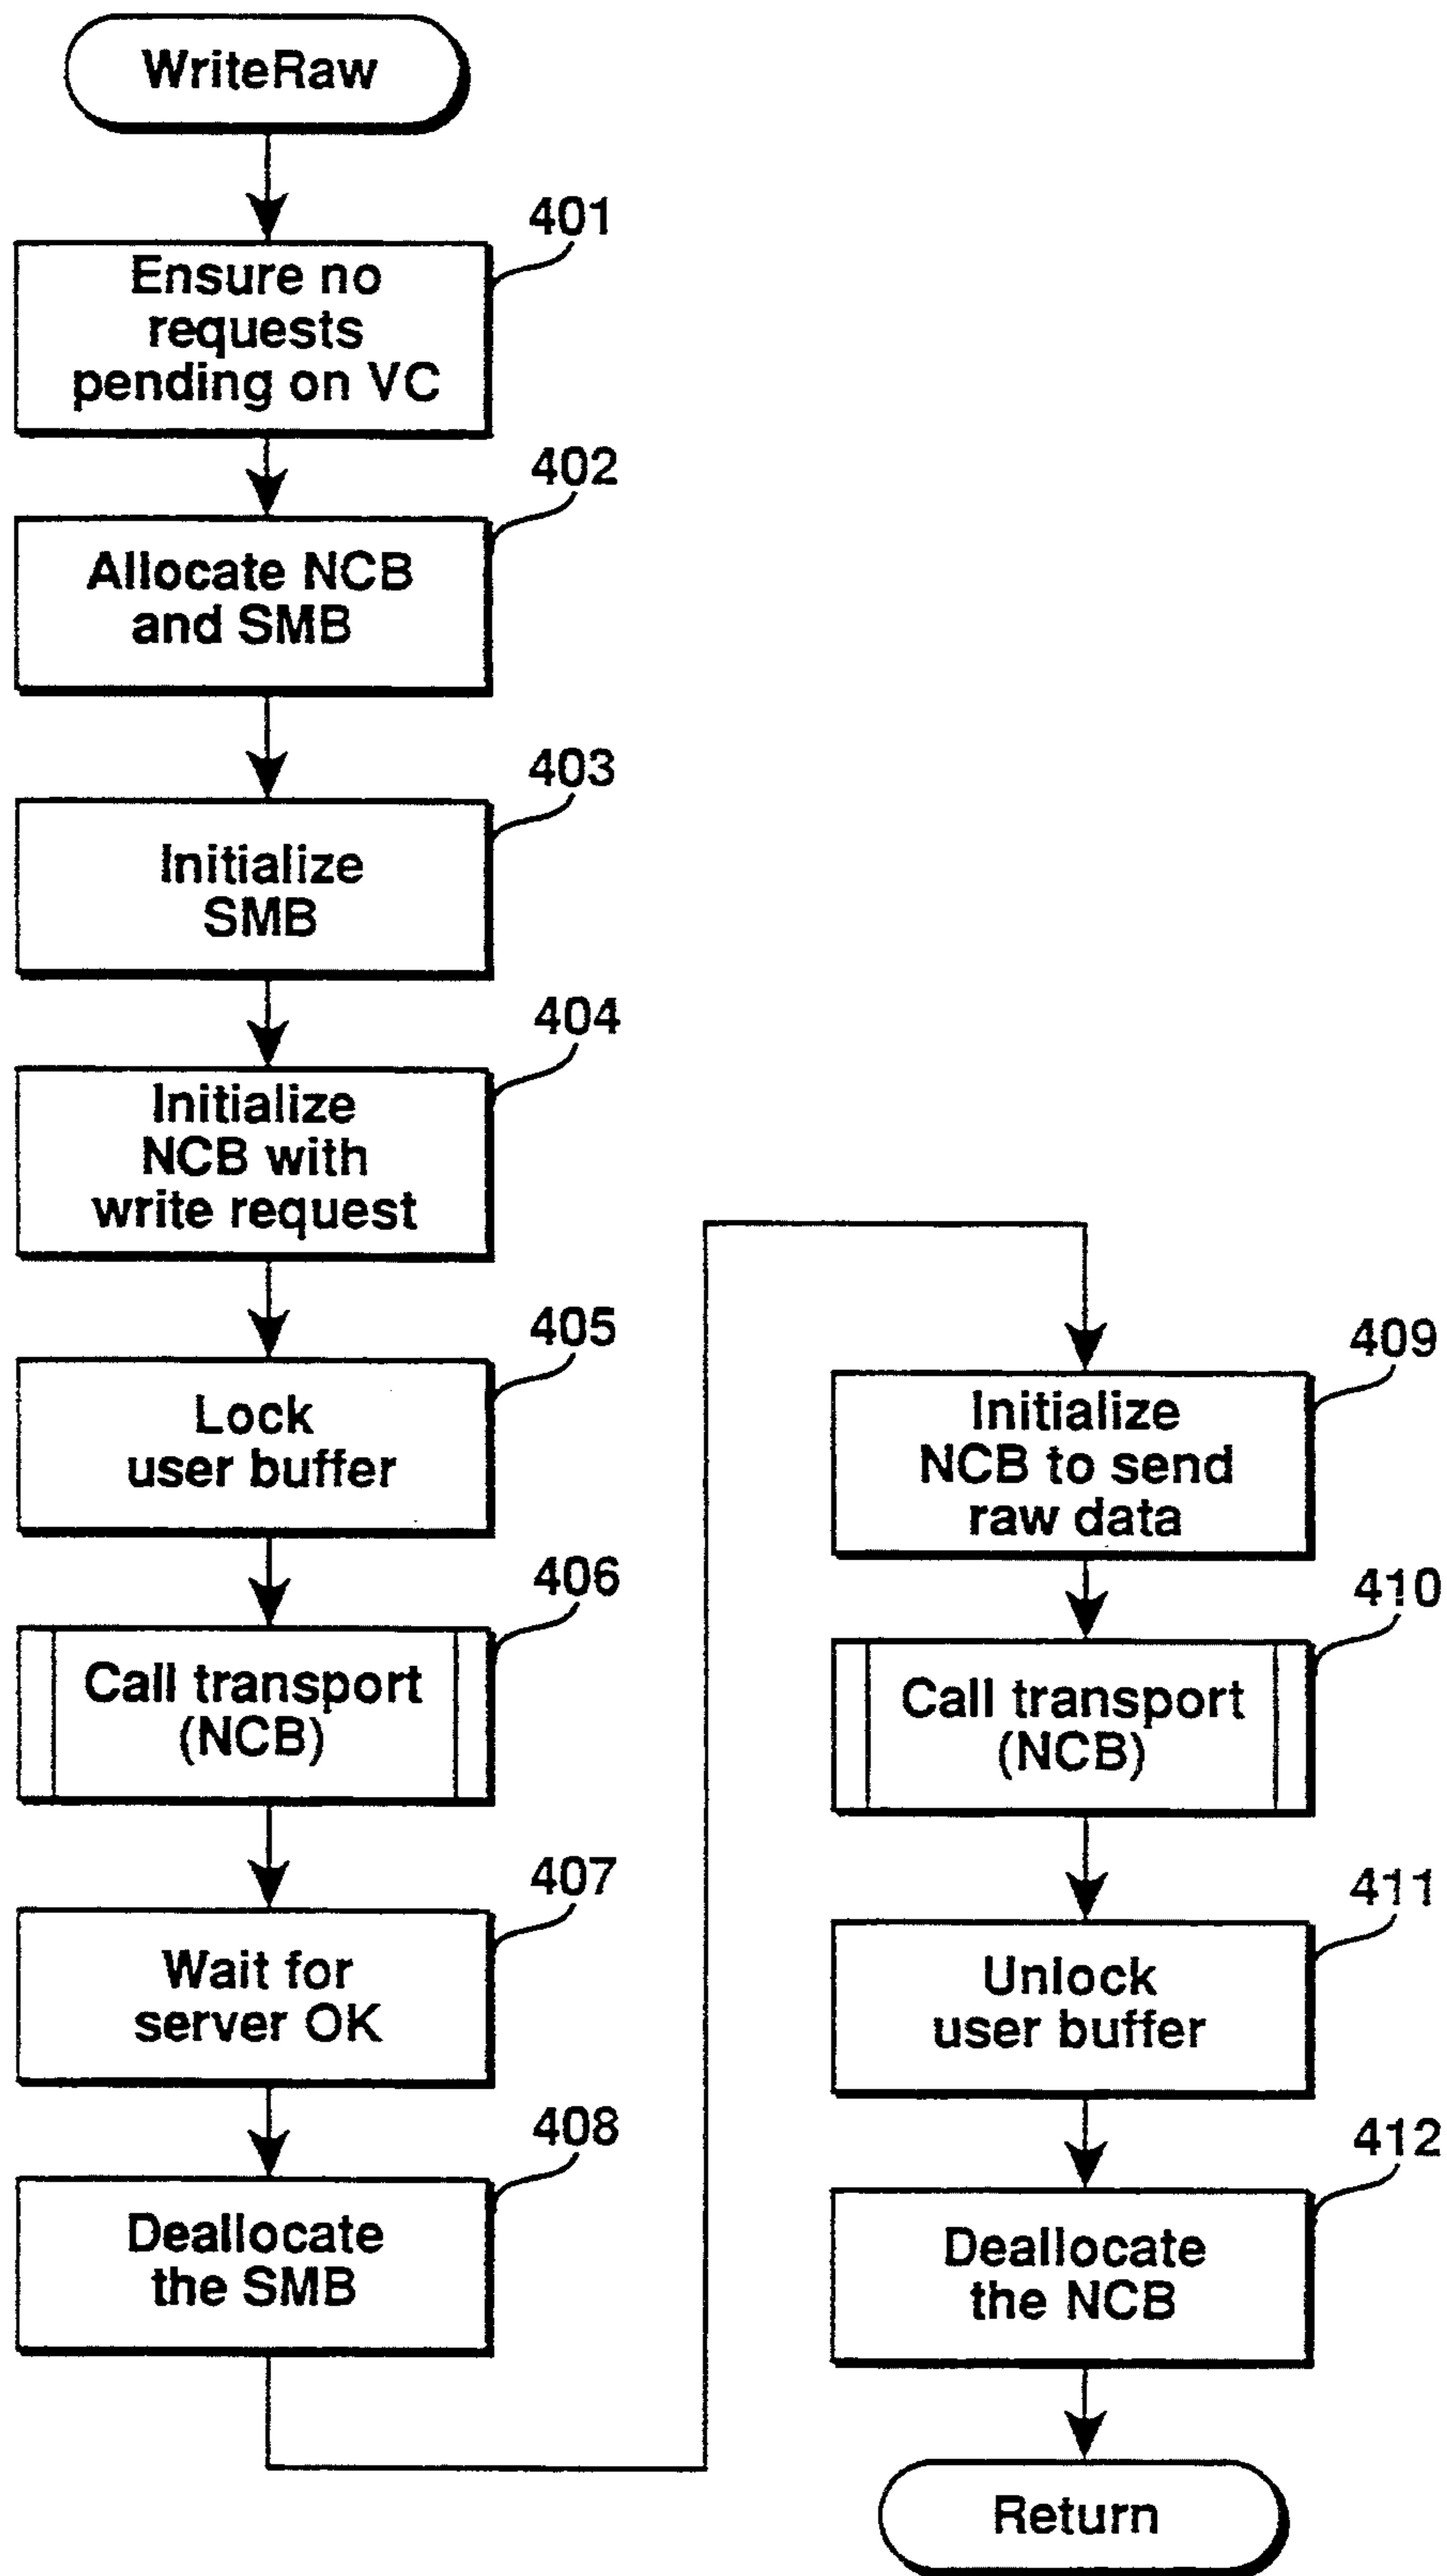 WriteRaw
401
Ensure no
requests
pending on VC
402
Allocate NCB
and SMB
403
Initialize
SMB
404
Initialize
NCB with
write request
405
Lock
user buffer
406
Call transport
(NCB)
407
Wait for
server OK
408
Deallocate
the SMB
409
Initialize
NCB to send
raw data
410
Call transport
(NCB)
411
Unlock
user buffer
412
Deallocate
the NCB
Return